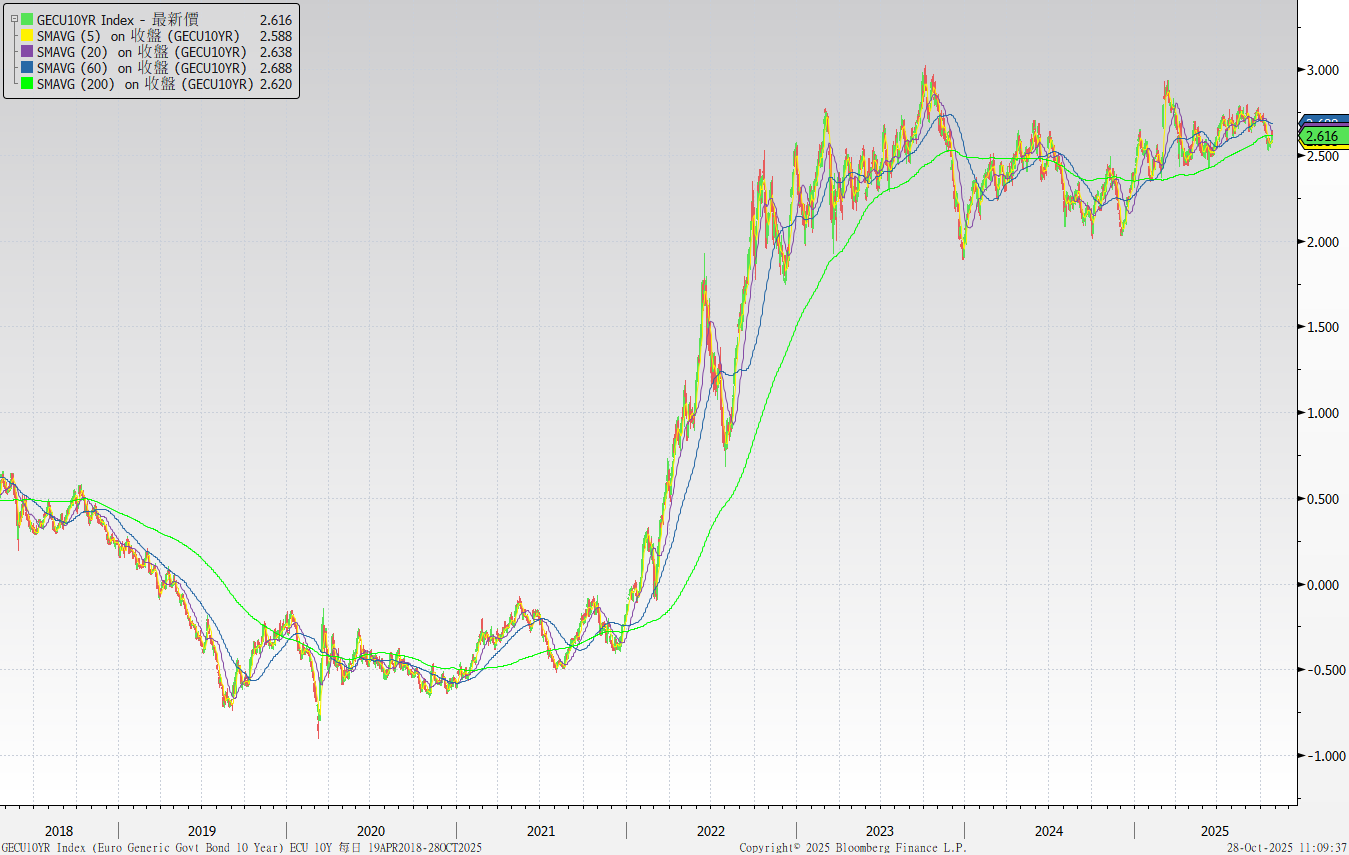 GECU10YR Index - 最新價 2.616
SMAVG (5) on 收盤 (GECU10YR) 2.588
SMAVG (20) on 收盤 (GECU10YR) 2.638
SMAVG (60) on 收盤 (GECU10YR) 2.688
SMAVG (200) on 收盤 (GECU10YR) 2.620
3.000
2.616
2.500
2.000
1.500
1.000
0.500
0.000
-0.500
-1.000
2018 2019 2020 2021 2022 2023 2024 2025
GECU10YR Index (Euro Generic Govt Bond 10 Year) ECU 10Y 每日 19APR2018-28OCT2025 Copyright© 2025 Bloomberg Finance L.P. 28-Oct-2025 11:09:37